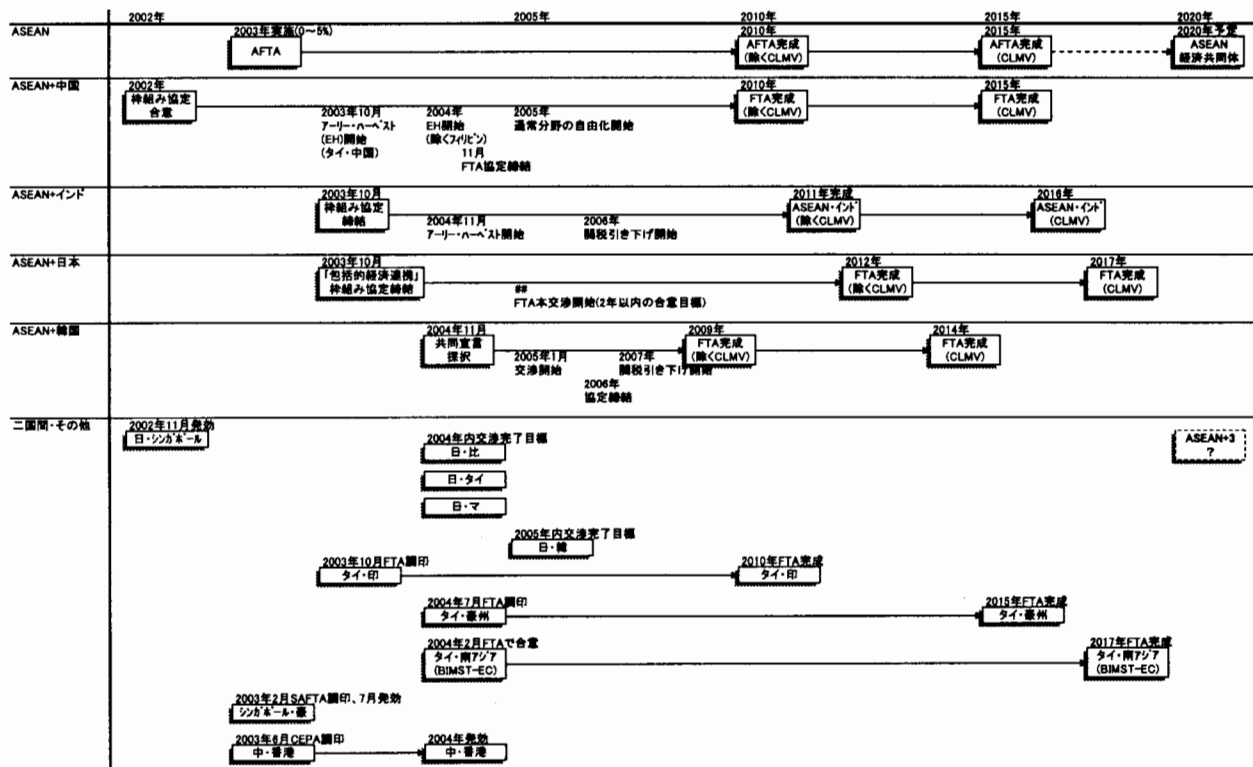 2002年 2005年 2010年 2015年 2020年
ASEAN
2003年実施(0～5%)
AFTA
2010年
AFTA完成
(除くCLMV)
2015年
AFTA完成
(CLMV)
2020年予定
ASEAN
経済共同体
ASEAN+中国
2002年
枠組み協定
合意
2003年10月
アーリー・ハーベスト
(EH)開始
(タイ・中国)
2004年
EH開始
(除くフィリピン)
11月
FTA協定締結
2005年
通常分野の自由化開始
2010年
FTA完成
(除くCLMV)
2015年
FTA完成
(CLMV)
ASEAN+インド
2003年10月
枠組み協定
締結
2004年11月
アーリー・ハーベスト開始
2006年
関税引き下げ開始
2011年完成
ASEAN・インド
(除くCLMV)
2016年
ASEAN・インド
(CLMV)
ASEAN+日本
2003年10月
「包括的経済連携」
枠組み協定締結
##
FTA本交渉開始(2年以内の合意目標)
2012年
FTA完成
(除くCLMV)
2017年
FTA完成
(CLMV)
ASEAN+韓国
2004年11月
共同宣言
採択
2005年1月
交渉開始
2006年
協定締結
2007年
関税引き下げ開始
2009年
FTA完成
(除くCLMV)
2014年
FTA完成
(CLMV)
二国間・その他
2002年11月発効
日・シンガポール
2004年内交渉完了目標
日・比
日・タイ
日・マ
ASEAN+3
?
2005年内交渉完了目標
日・韓
2003年10月FTA調印
タイ・印
2010年FTA完成
タイ・印
2004年7月FTA調印
タイ・豪州
2015年FTA完成
タイ・豪州
2004年2月FTAで合意
タイ・南アジア
(BIMST-EC)
2017年FTA完成
タイ・南アジア
(BIMST-EC)
2003年2月SAFTA調印、7月発効
シンガポール・豪
2003年6月CEPA調印
中・香港
2004年発効
中・香港